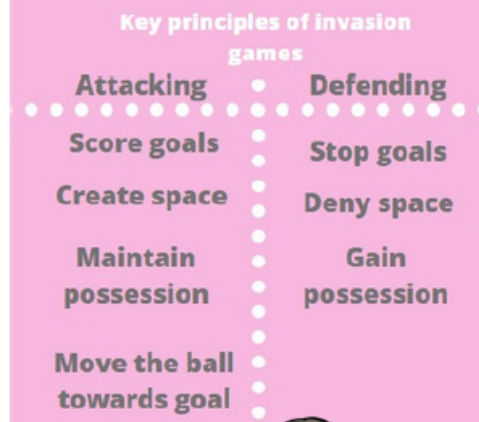 Key principles of invasion
games
Attacking
Defending
Score goals
Create space
Maintain
possession
Move the ball
towards goal
Stop goals
Deny space
Gain
possession